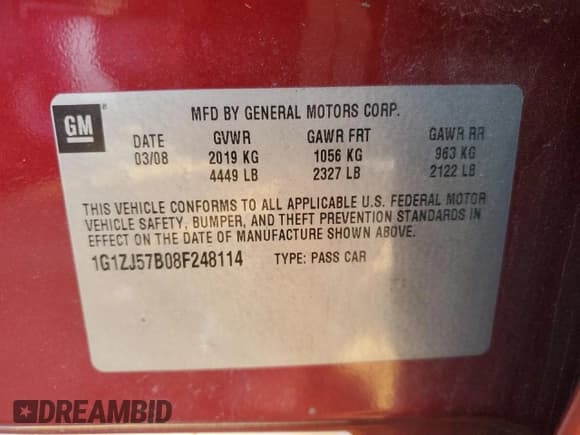 GM
®
MFD BY GENERAL MOTORS CORP.
DATE GVWR GAWR FRT GAWR RR
03/08 2019 KG 1056 KG 963 KG
4449 LB 2327 LB 2122 LB
THIS VEHICLE CONFORMS TO ALL APPLICABLE U.S. FEDERAL MOTOR
VEHICLE SAFETY, BUMPER, AND THEFT PREVENTION STANDARDS IN
EFFECT ON THE DATE OF MANUFACTURE SHOWN ABOVE.
1G1ZJ57B08F248114 TYPE: PASS CAR
DREAMBID